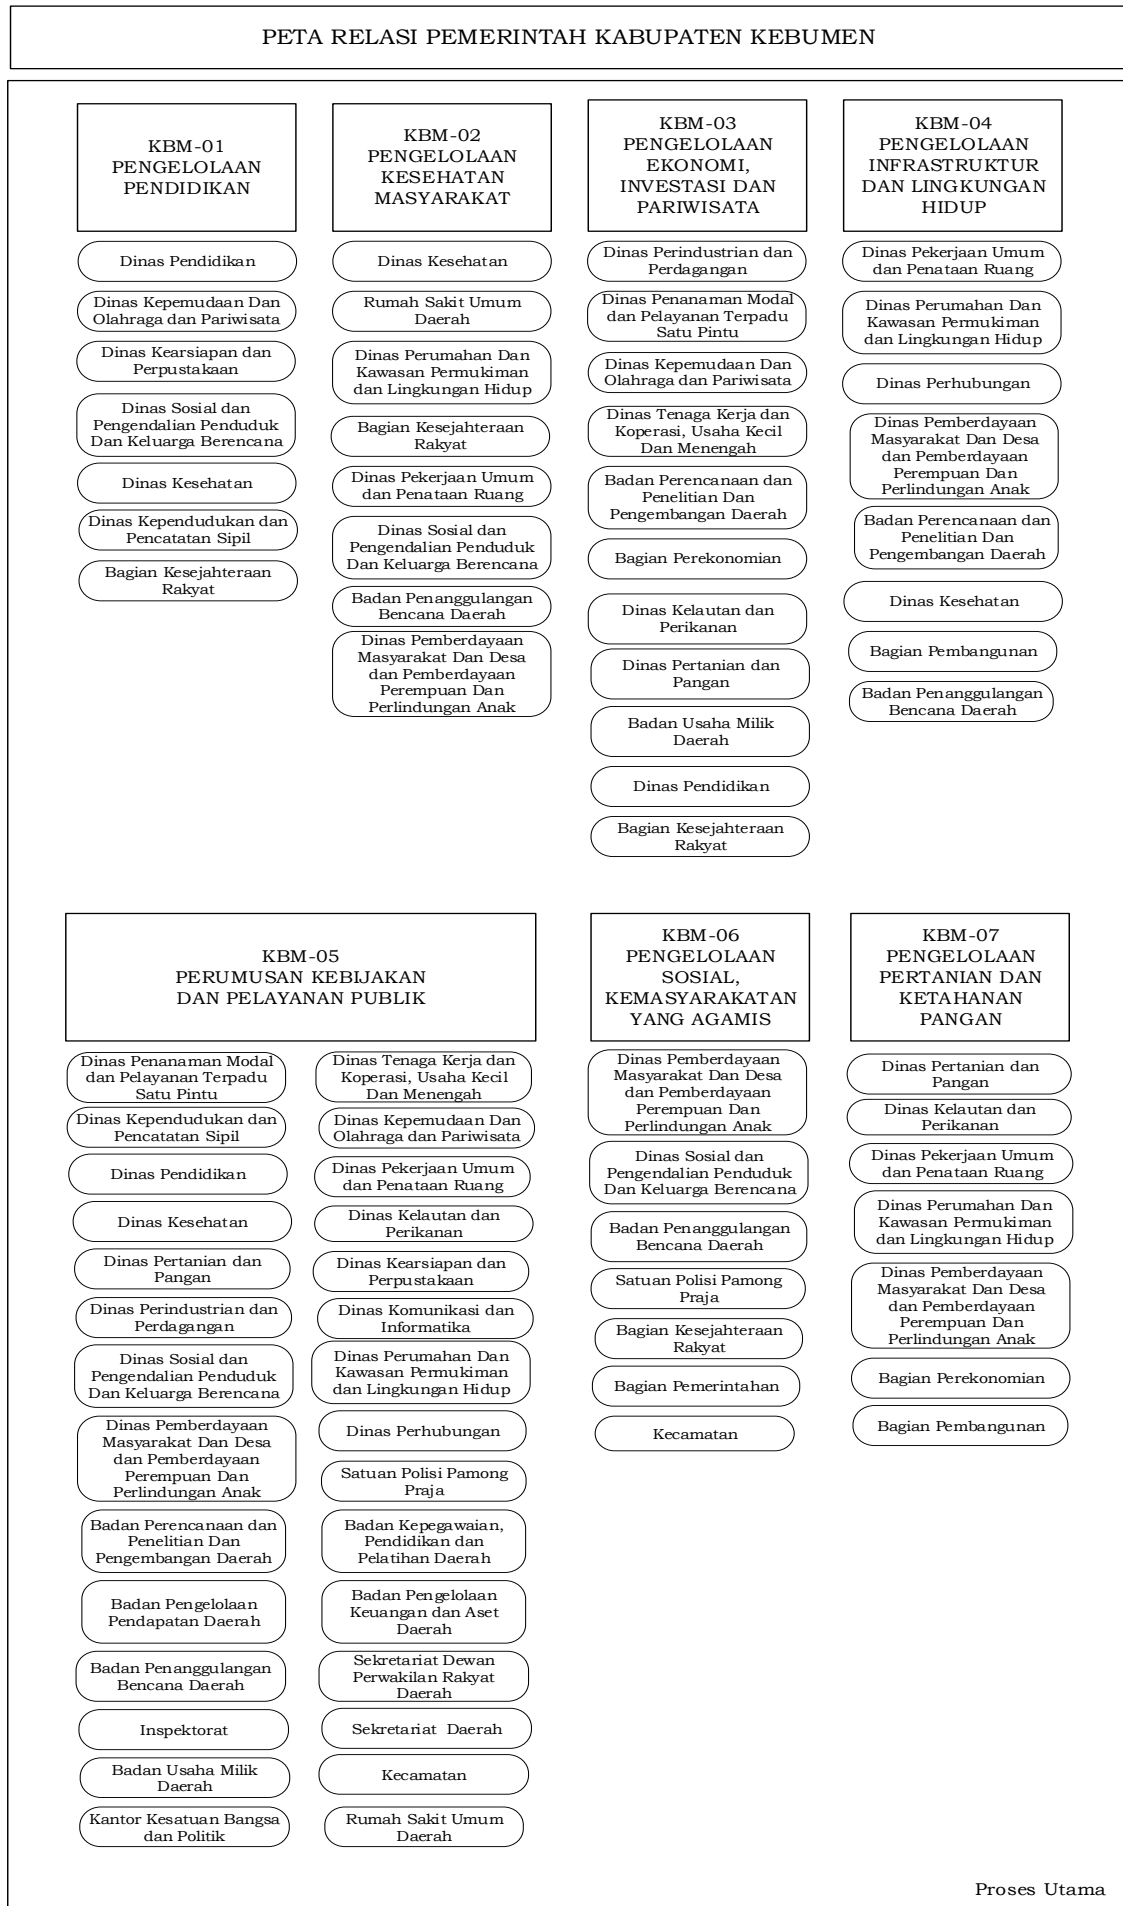 PETA RELASI PEMERINTAH KABUPATEN KEBUMEN
KBM-01
PENGELOLAAN
PENDIDIKAN
Dinas Pendidikan
Dinas Kepemudaan Dan
Olahraga dan Pariwisata
Dinas Kearsiapan dan
Perpustakaan
Dinas Sosial dan
Pengendalian Penduduk
Dan Keluarga Berencana
Dinas Kesehatan
Dinas Kependudukan dan
Pencatatan Sipil
Bagian Kesejahteraan
Rakyat
KBM-02
PENGELOLAAN
KESEHATAN
MASYARAKAT
Dinas Kesehatan
Rumah Sakit Umum
Daerah
Dinas Perumahan Dan
Kawasan Permukiman
dan Lingkungan Hidup
Bagian Kesejahteraan
Rakyat
Dinas Pekerjaan Umum
dan Penataan Ruang
Dinas Sosial dan
Pengendalian Penduduk
Dan Keluarga Berencana
Badan Penanggulangan
Bencana Daerah
Dinas Pemberdayaan
Masyarakat Dan Desa
dan Pemberdayaan
Perempuan Dan
Perlindungan Anak
KBM-03
PENGELOLAAN
EKONOMI,
INVESTASI DAN
PARIWISATA
Dinas Perindustrian dan
Perdagangan
Dinas Penanaman Modal
dan Pelayanan Terpadu
Satu Pintu
Dinas Kepemudaan Dan
Olahraga dan Pariwisata
Dinas Tenaga Kerja dan
Koperasi, Usaha Kecil
Dan Menengah
Badan Perencanaan dan
Penelitian Dan
Pengembangan Daerah
Bagian Perekonomian
Dinas Kelautan dan
Perikanan
Dinas Pertanian dan
Pangan
Badan Usaha Milik
Daerah
Dinas Pendidikan
Bagian Kesejahteraan
Rakyat
KBM-04
PENGELOLAAN
INFRASTRUKTUR
DAN LINGKUNGAN
HIDUP
Dinas Pekerjaan Umum
dan Penataan Ruang
Dinas Perumahan Dan
Kawasan Permukiman
dan Lingkungan Hidup
Dinas Perhubungan
Dinas Pemberdayaan
Masyarakat Dan Desa
dan Pemberdayaan
Perempuan Dan
Perlindungan Anak
Badan Perencanaan dan
Penelitian Dan
Pengembangan Daerah
Dinas Kesehatan
Bagian Pembangunan
Badan Penanggulangan
Bencana Daerah
KBM-05
PERUMUSAN KEBIJAKAN
DAN PELAYANAN PUBLIK
Dinas Penanaman Modal
dan Pelayanan Terpadu
Satu Pintu
Dinas Kependudukan dan
Pencatatan Sipil
Dinas Pendidikan
Dinas Kesehatan
Dinas Pertanian dan
Pangan
Dinas Perindustrian dan
Perdagangan
Dinas Sosial dan
Pengendalian Penduduk
Dan Keluarga Berencana
Dinas Pemberdayaan
Masyarakat Dan Desa
dan Pemberdayaan
Perempuan Dan
Perlindungan Anak
Badan Perencanaan dan
Penelitian Dan
Pengembangan Daerah
Badan Pengelolaan
Pendapatan Daerah
Badan Penanggulangan
Bencana Daerah
Inspektorat
Badan Usaha Milik
Daerah
Kantor Kesatuan Bangsa
dan Politik
Dinas Tenaga Kerja dan
Koperasi, Usaha Kecil
Dan Menengah
Dinas Kepemudaan Dan
Olahraga dan Pariwisata
Dinas Pekerjaan Umum
dan Penataan Ruang
Dinas Kelautan dan
Perikanan
Dinas Kearsiapan dan
Perpustakaan
Dinas Komunikasi dan
Informatika
Dinas Perumahan Dan
Kawasan Permukiman
dan Lingkungan Hidup
Dinas Perhubungan
Satuan Polisi Pamong
Praja
Badan Kepegawaian,
Pendidikan dan
Pelatihan Daerah
Badan Pengelolaan
Keuangan dan Aset
Daerah
Sekretariat Dewan
Perwakilan Rakyat
Daerah
Sekretariat Daerah
Kecamatan
Rumah Sakit Umum
Daerah
KBM-06
PENGELOLAAN
SOSIAL,
KEMASYARAKATAN
YANG AGAMIS
Dinas Pemberdayaan
Masyarakat Dan Desa
dan Pemberdayaan
Perempuan Dan
Perlindungan Anak
Dinas Sosial dan
Pengendalian Penduduk
Dan Keluarga Berencana
Badan Penanggulangan
Bencana Daerah
Satuan Polisi Pamong
Praja
Bagian Kesejahteraan
Rakyat
Bagian Pemerintahan
Kecamatan
KBM-07
PENGELOLAAN
PERTANIAN DAN
KETAHANAN
PANGAN
Dinas Pertanian dan
Pangan
Dinas Kelautan dan
Perikanan
Dinas Pekerjaan Umum
dan Penataan Ruang
Dinas Perumahan Dan
Kawasan Permukiman
dan Lingkungan Hidup
Dinas Pemberdayaan
Masyarakat Dan Desa
dan Pemberdayaan
Perempuan Dan
Perlindungan Anak
Bagian Perekonomian
Bagian Pembangunan
Proses Utama